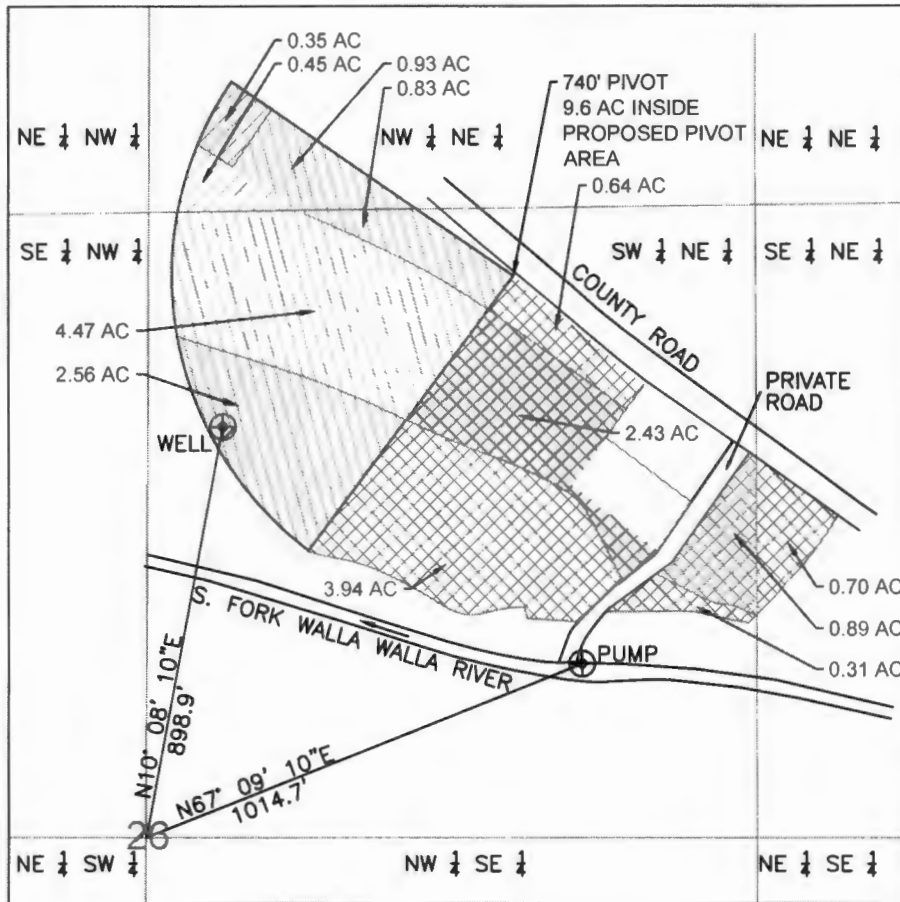 0.35 AC
0.45 AC
0.93 AC
0.83 AC
740' PIVOT
9.6 AC INSIDE
PROPOSED PIVOT
AREA
0.64 AC
NE ¼ NW ¼
NW ¼ NE ¼
NE ¼ NE ¼
SE ¼ NW ¼
SW ¼ NE ¼
SE ¼ NE ¼
COUNTY ROAD
4.47 AC
2.56 AC
PRIVATE
ROAD
WELL
2.43 AC
3.94 AC
0.70 AC
0.89 AC
0.31 AC
S. FORK WALLA WALLA RIVER
PUMP
N10° 08' 10"E
898.9'
N67° 09' 10"E
1014.7'
26
NE ¼ SW ¼
NW ¼ SE ¼
NE ¼ SE ¼